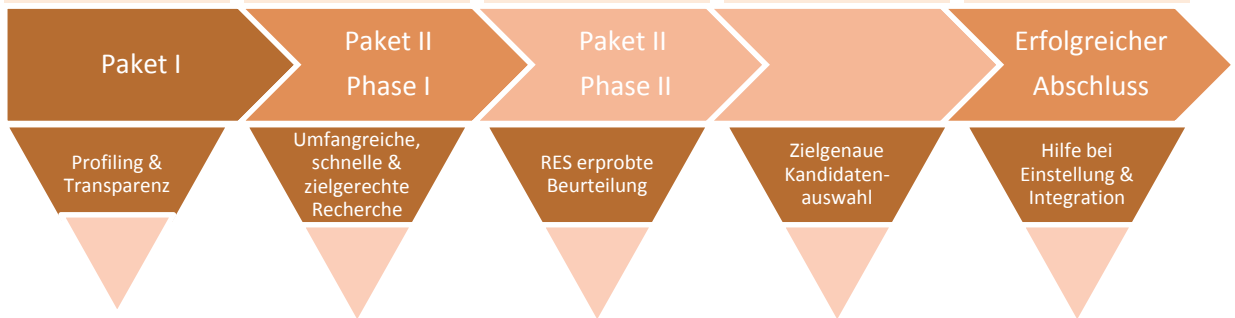 Paket I
Paket II
Phase I
Paket II
Phase II
Erfolgreicher
Abschluss
Profiling &
Transparenz
Umfangreiche,
schnelle &
zielgerechte
Recherche
RES erprobte
Beurteilung
Zielgenaue
Kandidaten-
auswahl
Hilfe bei
Einstellung &
Integration